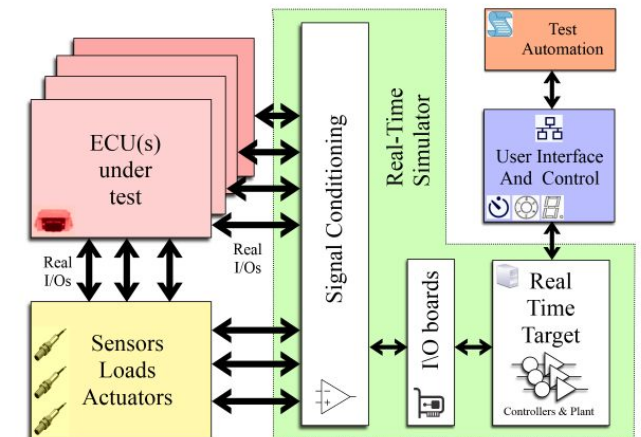 ECU(s)
under
test
Real
I/Os
Real
I/Os
Sensors
Loads
Actuators
Signal Conditioning
Real-Time
Simulator
I\O boards
Test
Automation
User Interface
And Control
Real
Time
Target
Controllers & Plant